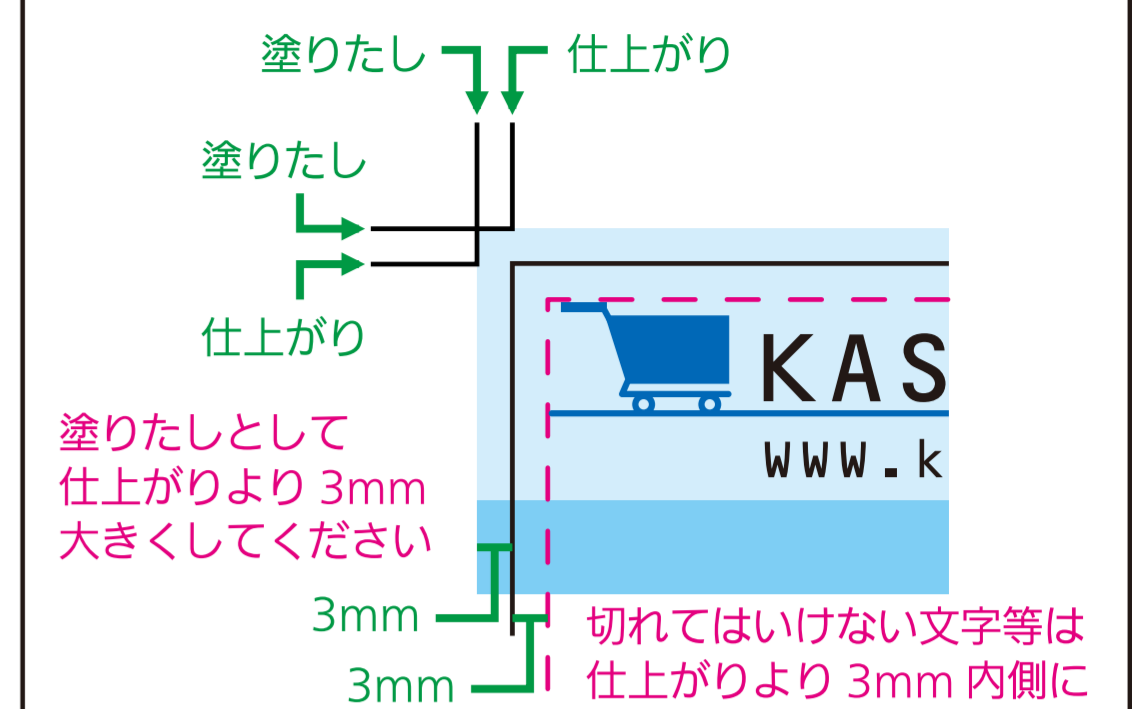 塗りたし 仕上がり
塗りたし
仕上がり
KAS
www.k
塗りたしとして
仕上がりより 3mm
大きくしてください
3mm
3mm
切れてはいけない文字等は
仕上がりより 3mm 内側に